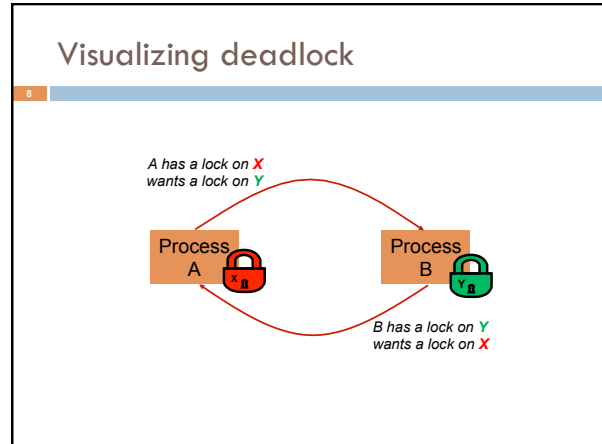 Visualizing deadlock
8
A has a lock on X
wants a lock on Y
Process
A
X
Process
B
Y
B has a lock on Y
wants a lock on X